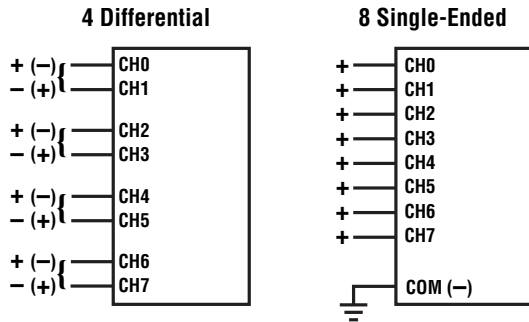 4 Differential
+ (–) { CH0
– (+) CH1
+ (–) { CH2
– (+) CH3
+ (–) { CH4
– (+) CH5
+ (–) { CH6
– (+) CH7
8 Single-Ended
+ CH0
+ CH1
+ CH2
+ CH3
+ CH4
+ CH5
+ CH6
+ CH7
COM (–)